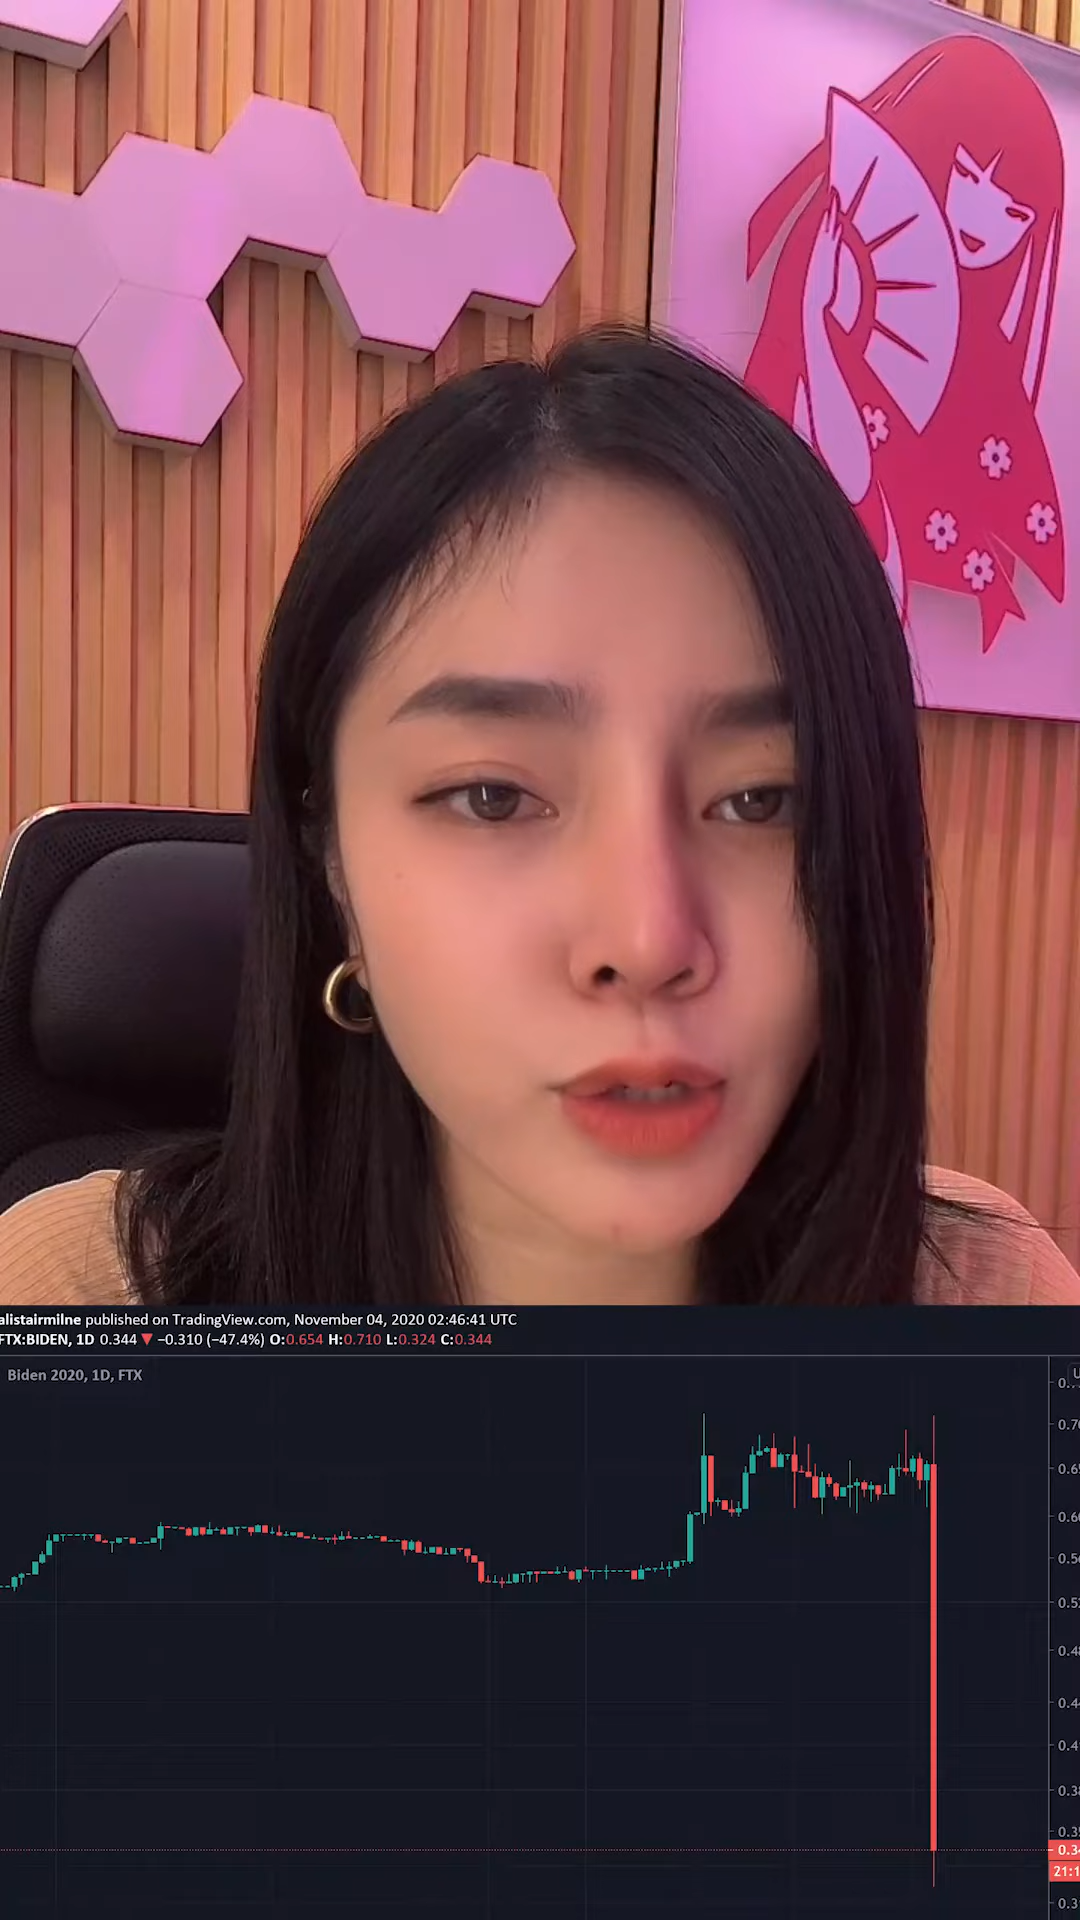 alistairmilne published on TradingView.com, November 04, 2020 02:46:41 UTC
FTX:BIDEN, 1D 0.344 ▼ −0.310 (−47.4%) O:0.654 H:0.710 L:0.324 C:0.344
Biden 2020, 1D, FTX